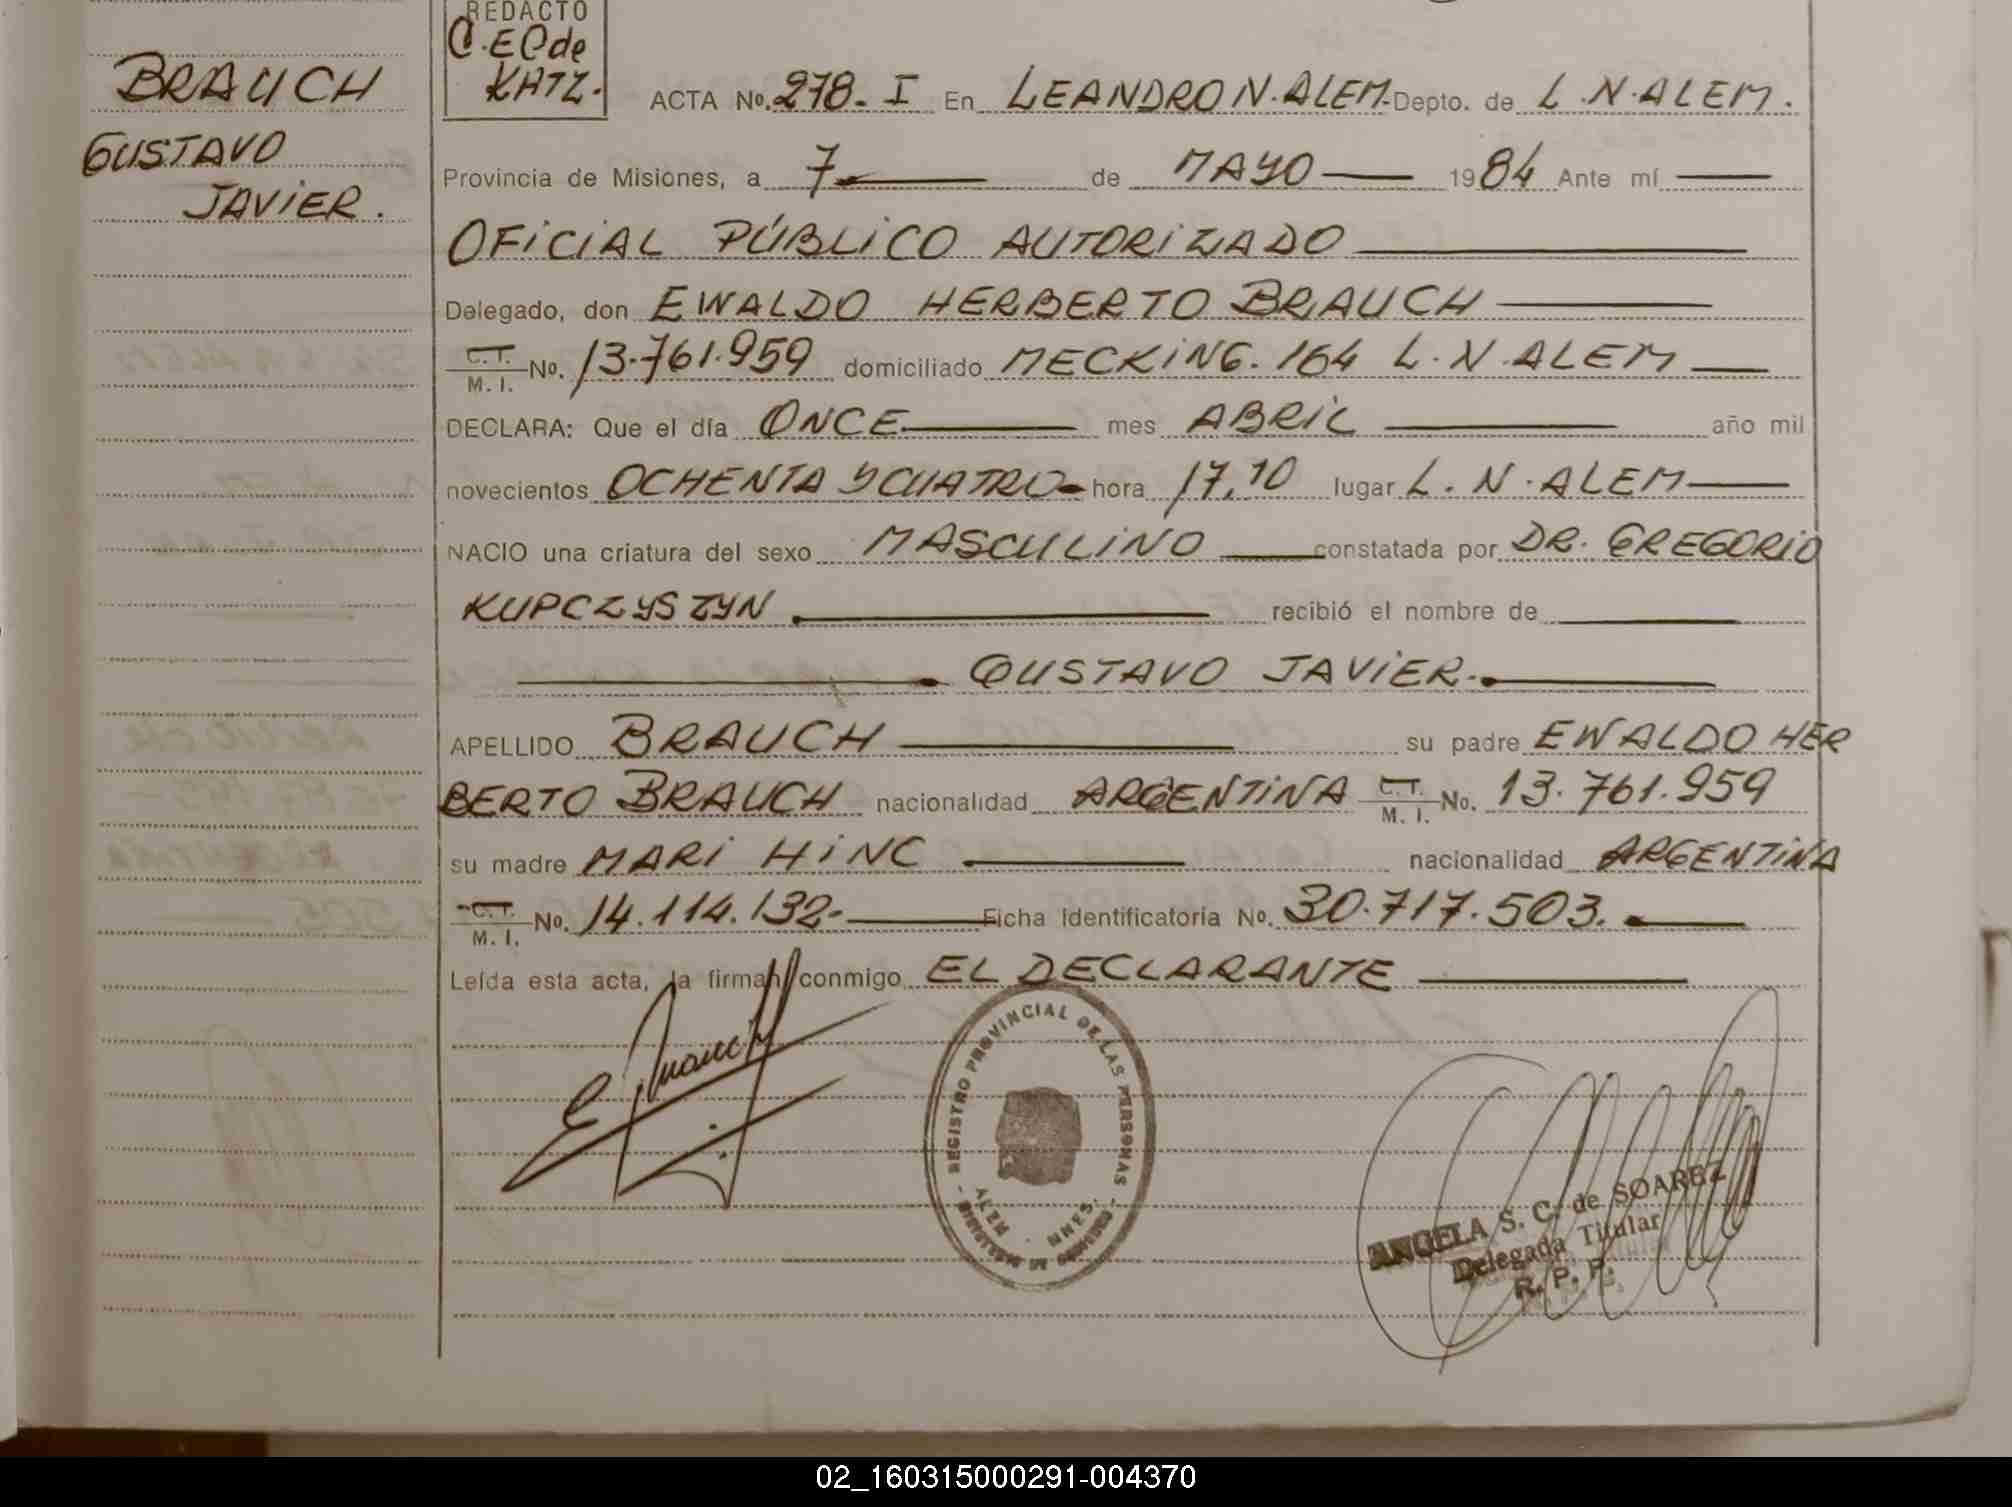 REDACTO
C. E C de
KATZ.
BRAUCH
GUSTAVO
JAVIER.
ACTA No. 278. I En LEANDRO N. ALEM. Depto. de L. N. ALEM.
Provincia de Misiones, a 7 de MAYO 1984 Ante mí
OFICIAL PÚBLICO AUTORIZADO
Delegado, don EWALDO HERBERTO BRAUCH
C.T. M. I. No. 13.761.959 domiciliado MECKING. 164 L. N. ALEM
DECLARA: Que el día ONCE mes ABRIL año mil
novecientos OCHENTA Y CUATRO hora 17,10 lugar L. N. ALEM
NACIO una criatura del sexo MASCULINO constatada por DR. GREGORIO
KUPCZYSZYN recibió el nombre de
GUSTAVO JAVIER.
APELLIDO BRAUCH su padre EWALDO HER
BERTO BRAUCH nacionalidad ARGENTINA C.T. M. I. No. 13.761.959
su madre MARI HINC nacionalidad ARGENTINA
C.T. M. I. No. 14.114.132- Ficha Identificatoria No. 30.717.503.
Leída esta acta, la firman conmigo EL DECLARANTE
REGISTRO PROVINCIAL DE LAS PERSONAS
ALEM - MNES.
ANGELA S. C. de SOAREZ
Delegada Titular
R. P. P.
02_160315000291-004370